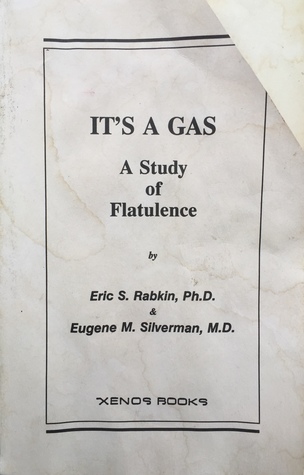 IT'S A GAS
A Study
of
Flatulence
by
Eric S. Rabkin, Ph.D.
&
Eugene M. Silverman, M.D.
XENOS BOOKS